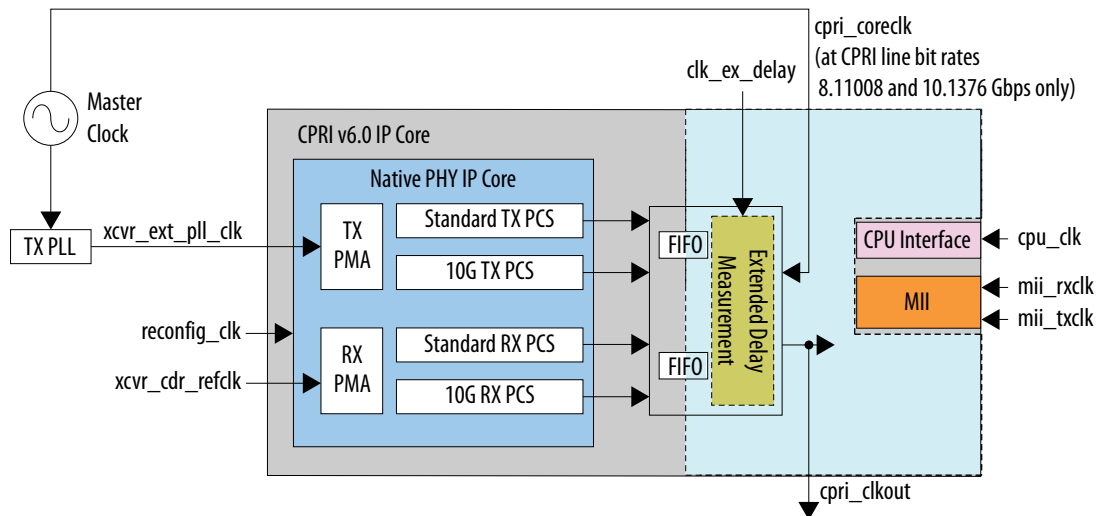 cpri_coreclk
(at CPRI line bit rates
8.11008 and 10.1376 Gbps only)
clk_ex_delay
Master
Clock
CPRI v6.0 IP Core
Native PHY IP Core
TX PLL
xcvr_ext_pll_clk
TX
PMA
Standard TX PCS
10G TX PCS
FIFO
Extended Delay
Measurement
CPU Interface
cpu_clk
MII
mii_rxclk
mii_txclk
reconfig_clk
xcvr_cdr_refclk
RX
PMA
Standard RX PCS
10G RX PCS
FIFO
cpri_clkout